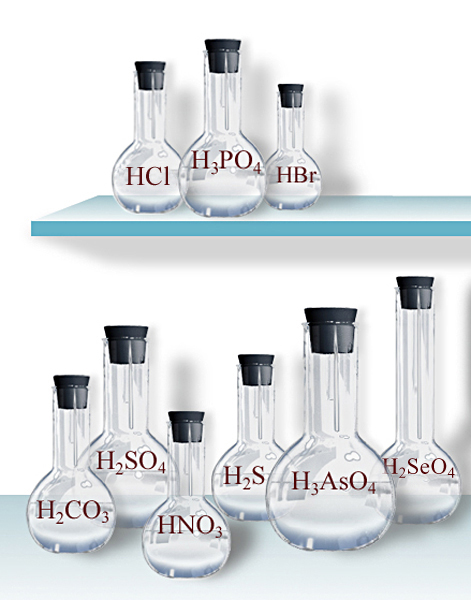 HCl
H₃PO₄
HBr
H₂CO₃
H₂SO₄
HNO₃
H₂S
H₃AsO₄
H₂SeO₄